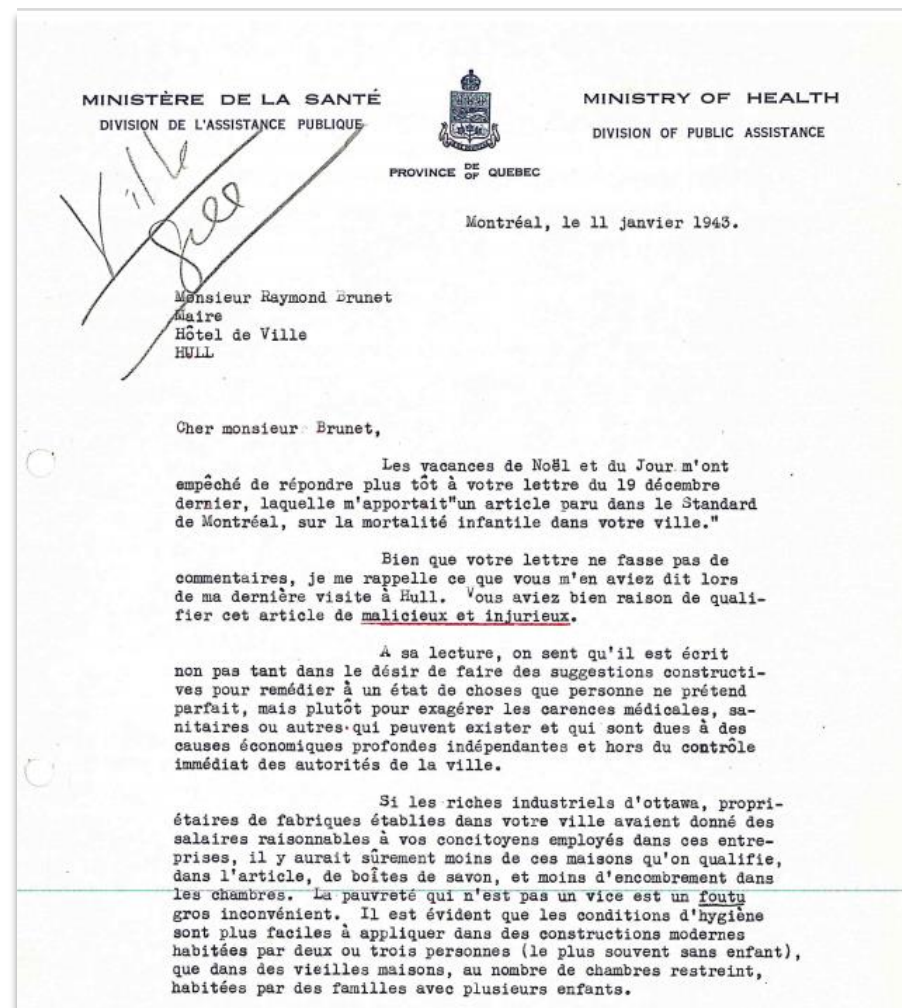 MINISTÈRE DE LA SANTÉ
DIVISION DE L'ASSISTANCE PUBLIQUE
MINISTRY OF HEALTH
DIVISION OF PUBLIC ASSISTANCE
PROVINCE DE OF QUEBEC
Ville
Montréal, le 11 janvier 1943.
Monsieur Raymond Brunet
Maire
Hôtel de Ville
HULL
Cher monsieur Brunet,
Les vacances de Noël et du Jour m'ont
empêché de répondre plus tôt à votre lettre du 19 décembre
dernier, laquelle m'apportait"un article paru dans le Standard
de Montréal, sur la mortalité infantile dans votre ville."
Bien que votre lettre ne fasse pas de
commentaires, je me rappelle ce que vous m'en aviez dit lors
de ma dernière visite à Hull. Vous aviez bien raison de quali-
fier cet article de malicieux et injurieux.
A sa lecture, on sent qu'il est écrit
non pas tant dans le désir de faire des suggestions constructi-
ves pour remédier à un état de choses que personne ne prétend
parfait, mais plutôt pour exagérer les carences médicales, sa-
nitaires ou autres qui peuvent exister et qui sont dues à des
causes économiques profondes indépendantes et hors du contrôle
immédiat des autorités de la ville.
Si les riches industriels d'ottawa, propri-
étaires de fabriques établies dans votre ville avaient donné des
salaires raisonnables à vos concitoyens employés dans ces entre-
prises, il y aurait sûrement moins de ces maisons qu'on qualifie,
dans l'article, de boîtes de savon, et moins d'encombrement dans
les chambres. La pauvreté qui n'est pas un vice est un foutu
gros inconvénient. Il est évident que les conditions d'hygiène
sont plus faciles à appliquer dans des constructions modernes
habitées par deux ou trois personnes (le plus souvent sans enfant),
que dans des vieilles maisons, au nombre de chambres restreint,
habitées par des familles avec plusieurs enfants.